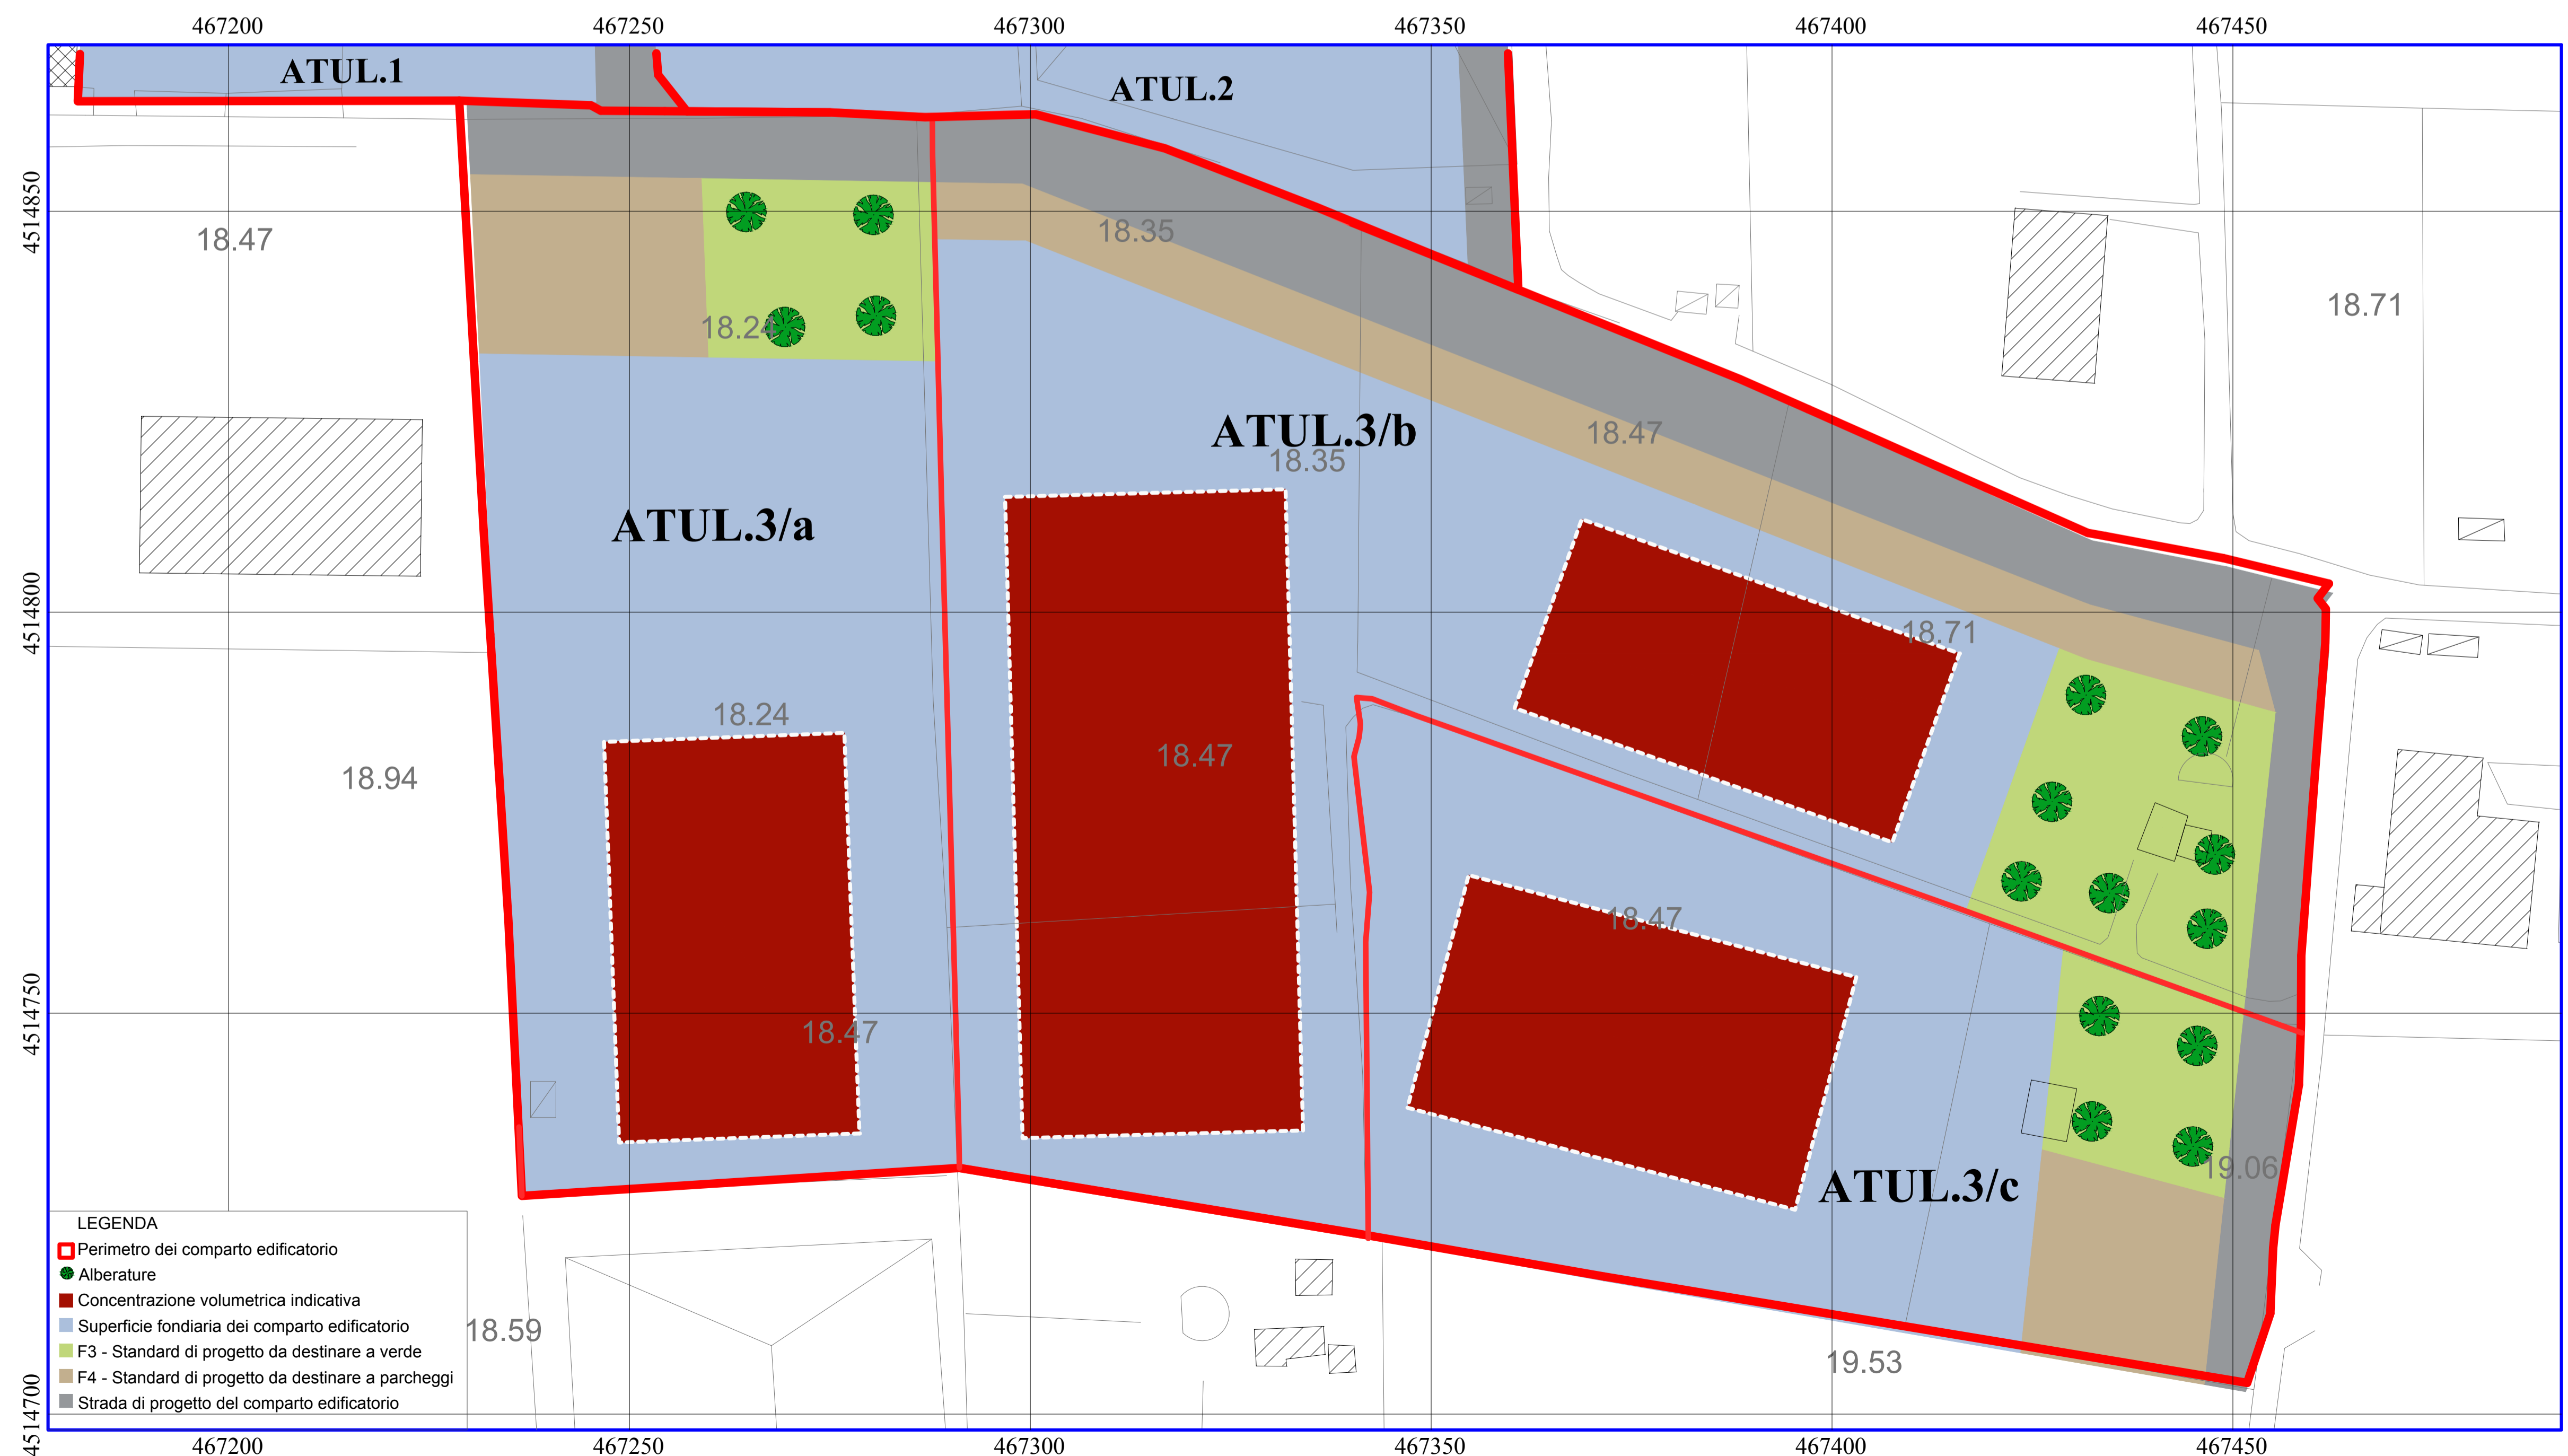 467200 467250 467300 467350 467400 467450
ATUL.1
ATUL.2
4514850
18.47
18.35
18.24
18.71
ATUL.3/b
18.47
18.35
ATUL.3/a
4514800
18.71
18.24
18.47
18.94
18.47
18.47
4514750
ATUL.3/c
19.06
LEGENDA
Perimetro dei comparto edificatorio
Alberature
Concentrazione volumetrica indicativa
Superficie fondiaria dei comparto edificatorio
F3 - Standard di progetto da destinare a verde
F4 - Standard di progetto da destinare a parcheggi
Strada di progetto del comparto edificatorio
18.59
19.53
4514700
467200 467250 467300 467350 467400 467450